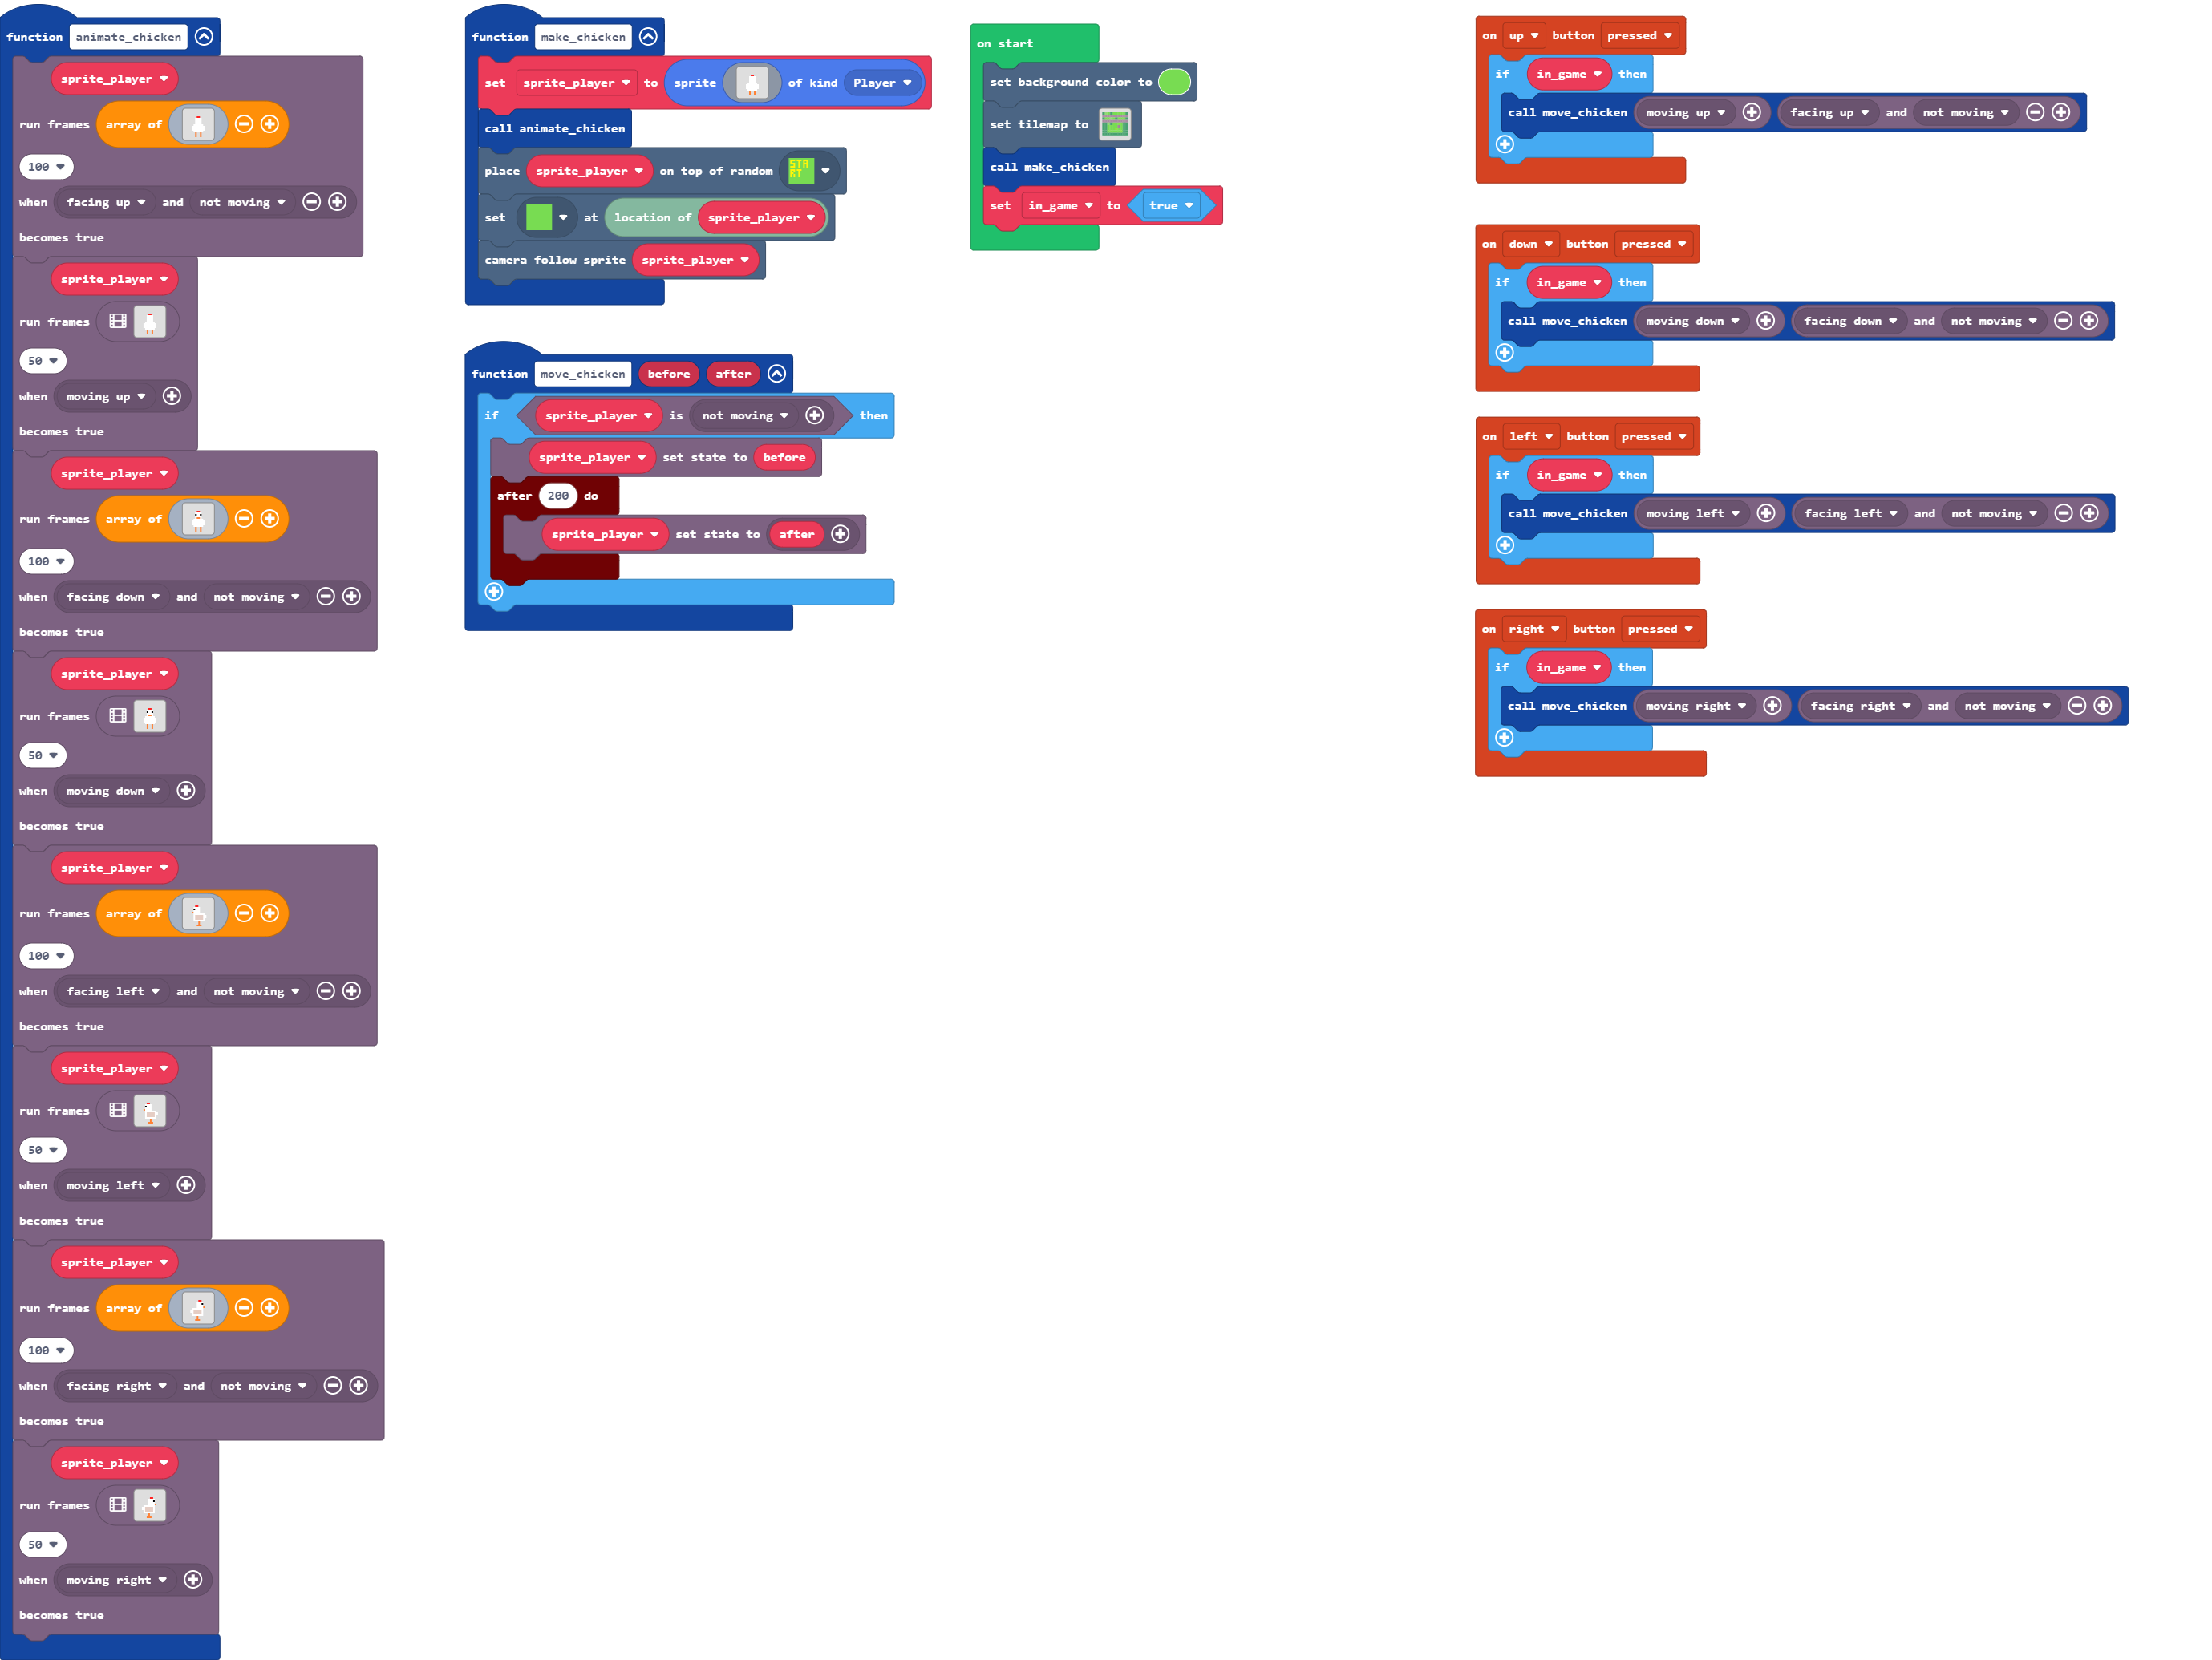 function animate_chicken
sprite_player
run frames array of
100
when facing up and not moving
becomes true
sprite_player
run frames
50
when moving up
becomes true
sprite_player
run frames array of
100
when facing down and not moving
becomes true
sprite_player
run frames
50
when moving down
becomes true
sprite_player
run frames array of
100
when facing left and not moving
becomes true
sprite_player
run frames
50
when moving left
becomes true
sprite_player
run frames array of
100
when facing right and not moving
becomes true
sprite_player
run frames
50
when moving right
becomes true
function make_chicken
set sprite_player to sprite of kind Player
call animate_chicken
place sprite_player on top of random STA
RT
set at location of sprite_player
camera follow sprite sprite_player
function move_chicken before after
if sprite_player is not moving then
sprite_player set state to before
after 200 do
sprite_player set state to after
on start
set background color to
set tilemap to
call make_chicken
set in_game to true
on up button pressed
if in_game then
call move_chicken moving up facing up and not moving
on down button pressed
if in_game then
call move_chicken moving down facing down and not moving
on left button pressed
if in_game then
call move_chicken moving left facing left and not moving
on right button pressed
if in_game then
call move_chicken moving right facing right and not moving